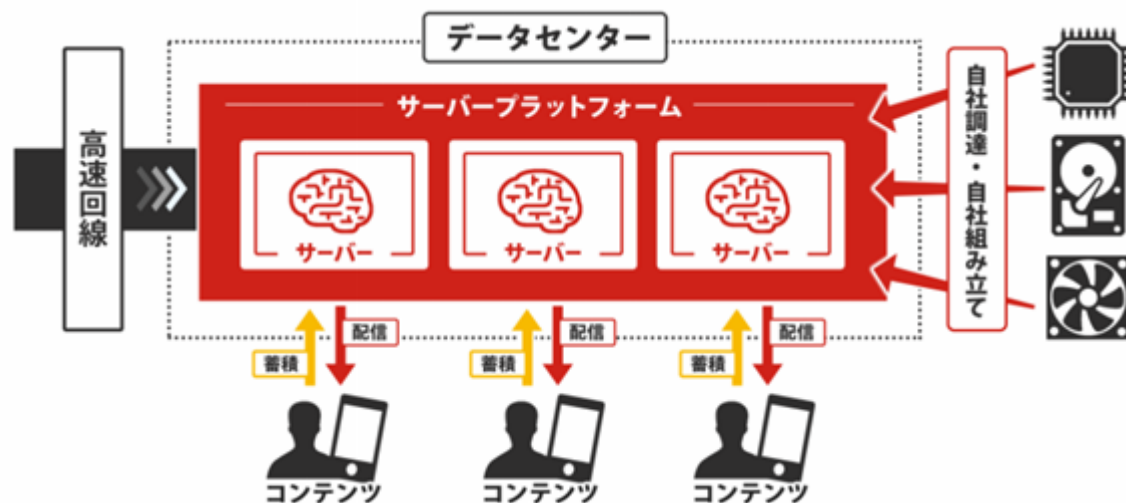 データセンター
高速回線
サーバープラットフォーム
自社調達・自社組み立て
サーバー
サーバー
サーバー
蓄積
配信
蓄積
配信
蓄積
配信
コンテンツ
コンテンツ
コンテンツ